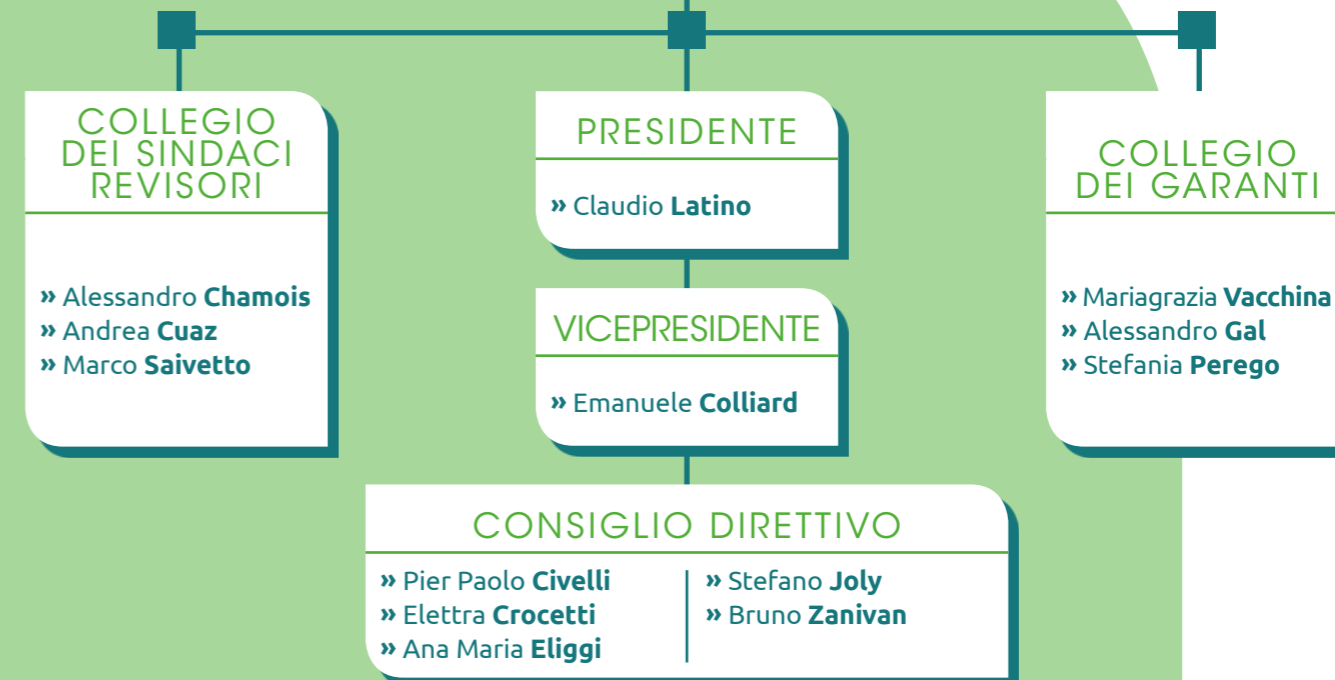 COLLEGIO
DEI SINDACI
REVISORI
» Alessandro Chamois
» Andrea Cuaz
» Marco Saivetto
PRESIDENTE
» Claudio Latino
VICEPRESIDENTE
» Emanuele Colliard
COLLEGIO
DEI GARANTI
» Mariagrazia Vacchina
» Alessandro Gal
» Stefania Perego
CONSIGLIO DIRETTIVO
» Pier Paolo Civelli
» Elettra Crocetti
» Ana Maria Eliggi
» Stefano Joly
» Bruno Zanivan